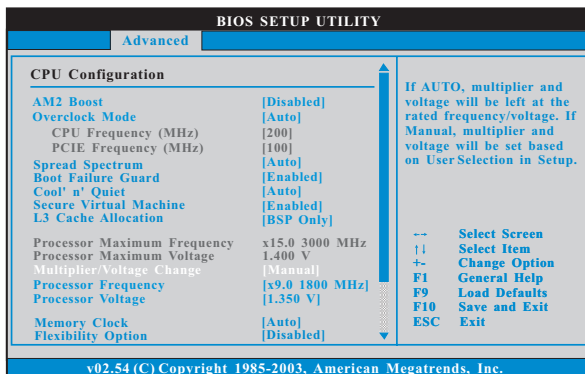 BIOS SETUP UTILITY
Advanced
CPU Configuration
AM2 Boost [Disabled]
Overclock Mode [Auto]
CPU Frequency (MHz) [200]
PCIE Frequency (MHz) [100]
Spread Spectrum [Auto]
Boot Failure Guard [Enabled]
Cool' n' Quiet [Auto]
Secure Virtual Machine [Enabled]
L3 Cache Allocation [BSP Only]
Processor Maximum Frequency x15.0 3000 MHz
Processor Maximum Voltage 1.400 V
Multiplier/Voltage Change [Manual]
Processor Frequency [x9.0 1800 MHz]
Processor Voltage [1.350 V]
Memory Clock [Auto]
Flexibility Option [Disabled]
If AUTO, multiplier and
voltage will be left at the
rated frequency/voltage. If
Manual, multiplier and
voltage will be set based
on User Selection in Setup.
←→ Select Screen
↑↓ Select Item
+- Change Option
F1 General Help
F9 Load Defaults
F10 Save and Exit
ESC Exit
v02.54 (C) Copyright 1985-2003, American Megatrends, Inc.